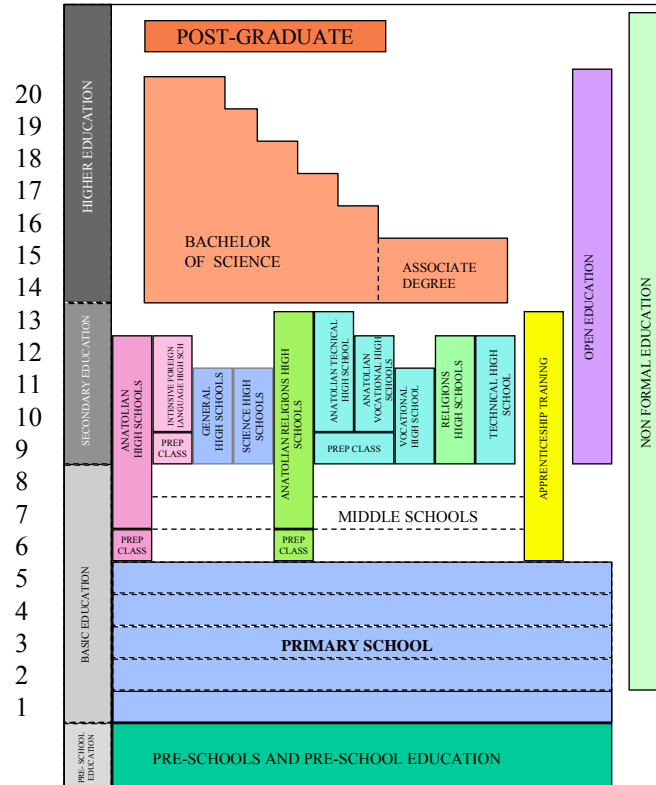 POST-GRADUATE
20
19
18
17
16
15
14
13
12
11
10
9
8
7
6
5
4
3
2
1
HIGHER EDUCATION
SECONDARY EDUCATION
BASIC EDUCATION
PRE- SCHOOL
EDUCATION
BACHELOR
OF SCIENCE
ASSOCIATE
DEGREE
ANATOLIAN
HIGH SCHOOLS
PREP
CLASS
INTENSIVE FOREIGN
LANGUAGE HIGH SCH
PREP
CLASS
GENERAL
HIGH SCHOOLS
SCIENCE HIGH
SCHOOLS
ANATOLIAN RELIGIONS HIGH
SCHOOLS
PREP
CLASS
ANATOLIAN TECNICAL
HIGH SCHOOL
ANATOLIAN
VOCATIONAL HIGH
SCHOOLS
PREP CLASS
VOCATIONAL
HIGH SCHOOL
RELIGIONS
HIGH SCHOOLS
TECHNICAL HIGH
SCHOOL
APPRENTICESHIP TRAINING
OPEN EDUCATION
NON FORMAL EDUCATION
MIDDLE SCHOOLS
PRIMARY SCHOOL
PRE-SCHOOLS AND PRE-SCHOOL EDUCATION